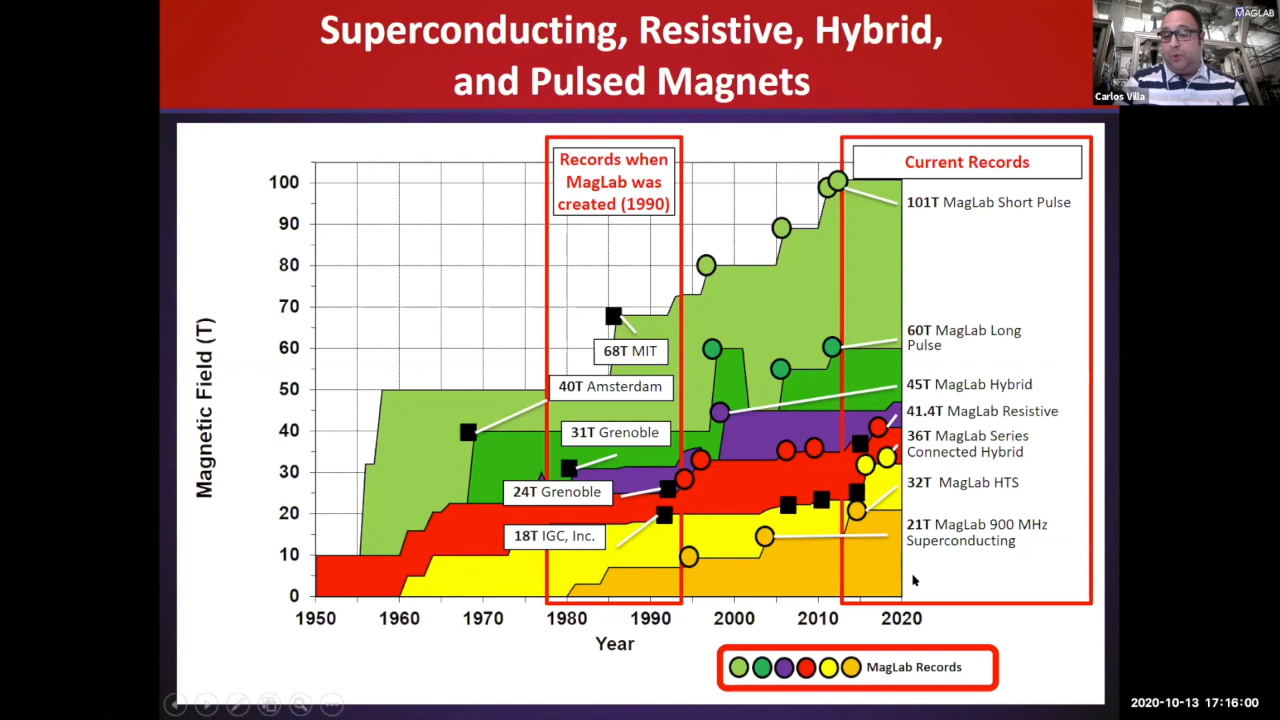 Superconducting, Resistive, Hybrid,
and Pulsed Magnets
MAGLAB
Carlos Villa
Records when
MagLab was
created (1990)
Current Records
100
90
80
70
60
50
40
30
20
10
0
Magnetic Field (T)
68T MIT
40T Amsterdam
31T Grenoble
24T Grenoble
18T IGC, Inc.
101T MagLab Short Pulse
60T MagLab Long
Pulse
45T MagLab Hybrid
41.4T MagLab Resistive
36T MagLab Series
Connected Hybrid
32T MagLab HTS
21T MagLab 900 MHz
Superconducting
1950 1960 1970 1980 1990 2000 2010 2020
Year
MagLab Records
2020-10-13 17:16:00